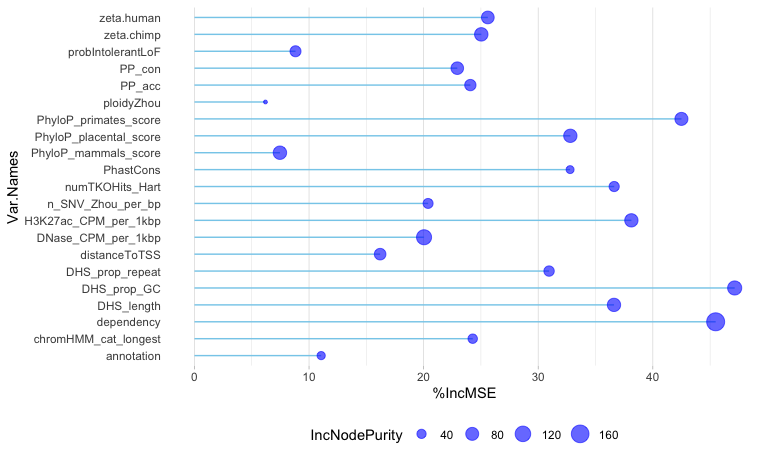 Var.Names
zeta.human
zeta.chimp
probIntolerantLoF
PP_con
PP_acc
ploidyZhou
PhyloP_primates_score
PhyloP_placental_score
PhyloP_mammals_score
PhastCons
numTKOHits_Hart
n_SNV_Zhou_per_bp
H3K27ac_CPM_per_1kbp
DNase_CPM_per_1kbp
distanceToTSS
DHS_prop_repeat
DHS_prop_GC
DHS_length
dependency
chromHMM_cat_longest
annotation
0 10 20 30 40
%IncMSE
IncNodePurity 40 80 120 160